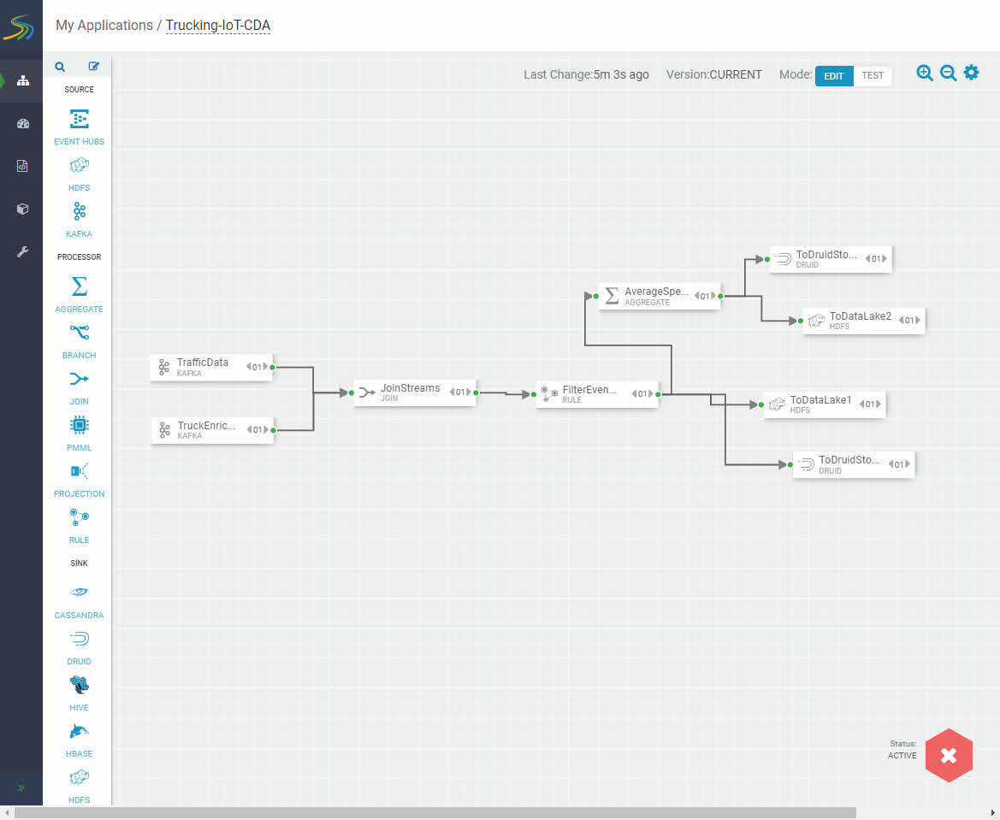 My Applications / Trucking-IoT-CDA
Last Change:5m 3s ago Version:CURRENT Mode: EDIT TEST
SOURCE
EVENT HUBS
HDFS
KAFKA
PROCESSOR
AGGREGATE
BRANCH
JOIN
PMML
PROJECTION
RULE
SINK
CASSANDRA
DRUID
HIVE
HBASE
HDFS
TrafficData 01
KAFKA
TruckEnric... 01
KAFKA
JoinStreams 01
JOIN
FilterEven... 01
RULE
AverageSpe... 01
AGGREGATE
ToDruidSto... 01
DRUID
ToDataLake2 01
HDFS
ToDataLake1 01
HDFS
ToDruidSto... 01
DRUID
Status:
ACTIVE